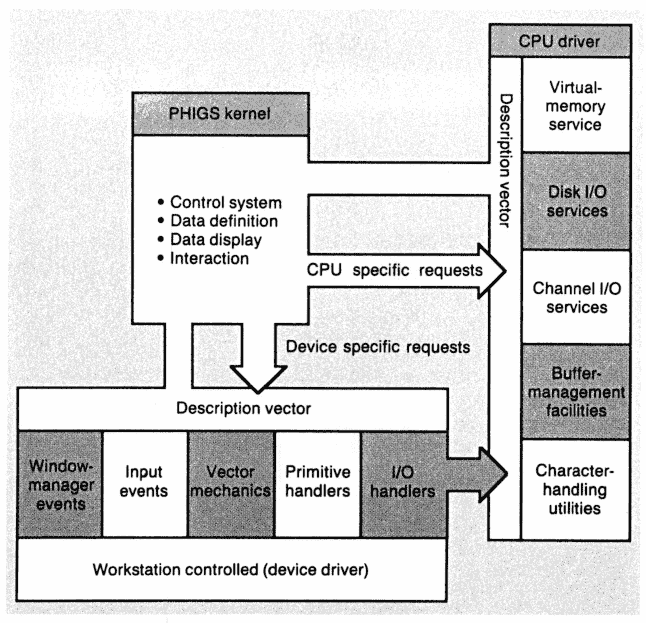 CPU driver
Description vector
Virtual-
memory
service
Disk I/O
services
Channel I/O
services
Buffer-
management
facilities
Character-
handling
utilities
PHIGS kernel
• Control system
• Data definition
• Data display
• Interaction
CPU specific requests
Device specific requests
Description vector
Window-
manager
events
Input
events
Vector
mechanics
Primitive
handlers
I/O
handlers
Workstation controlled (device driver)